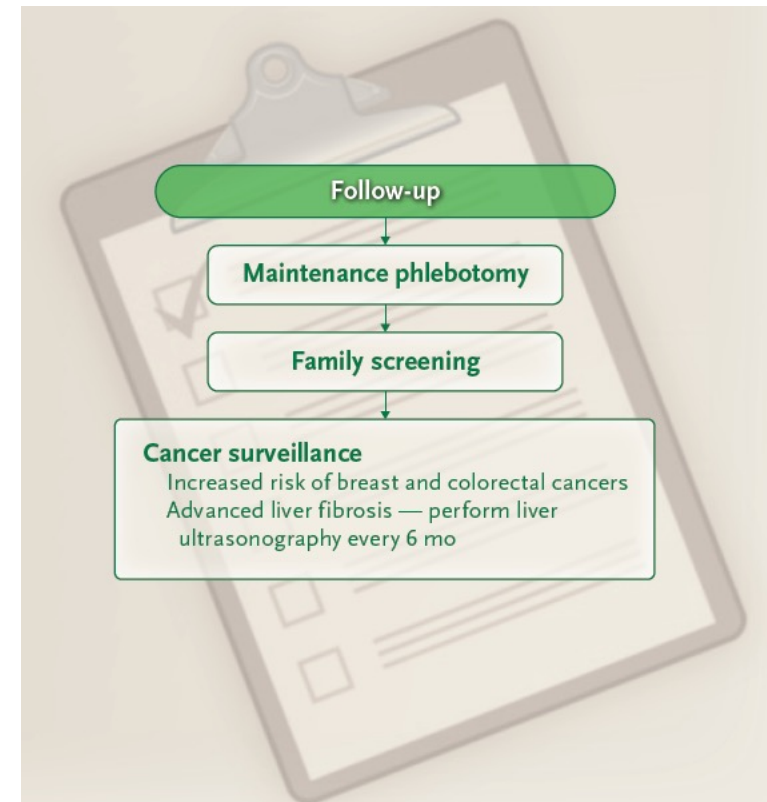 Follow-up
Maintenance phlebotomy
Family screening
Cancer surveillance
Increased risk of breast and colorectal cancers
Advanced liver fibrosis — perform liver
ultrasonography every 6 mo